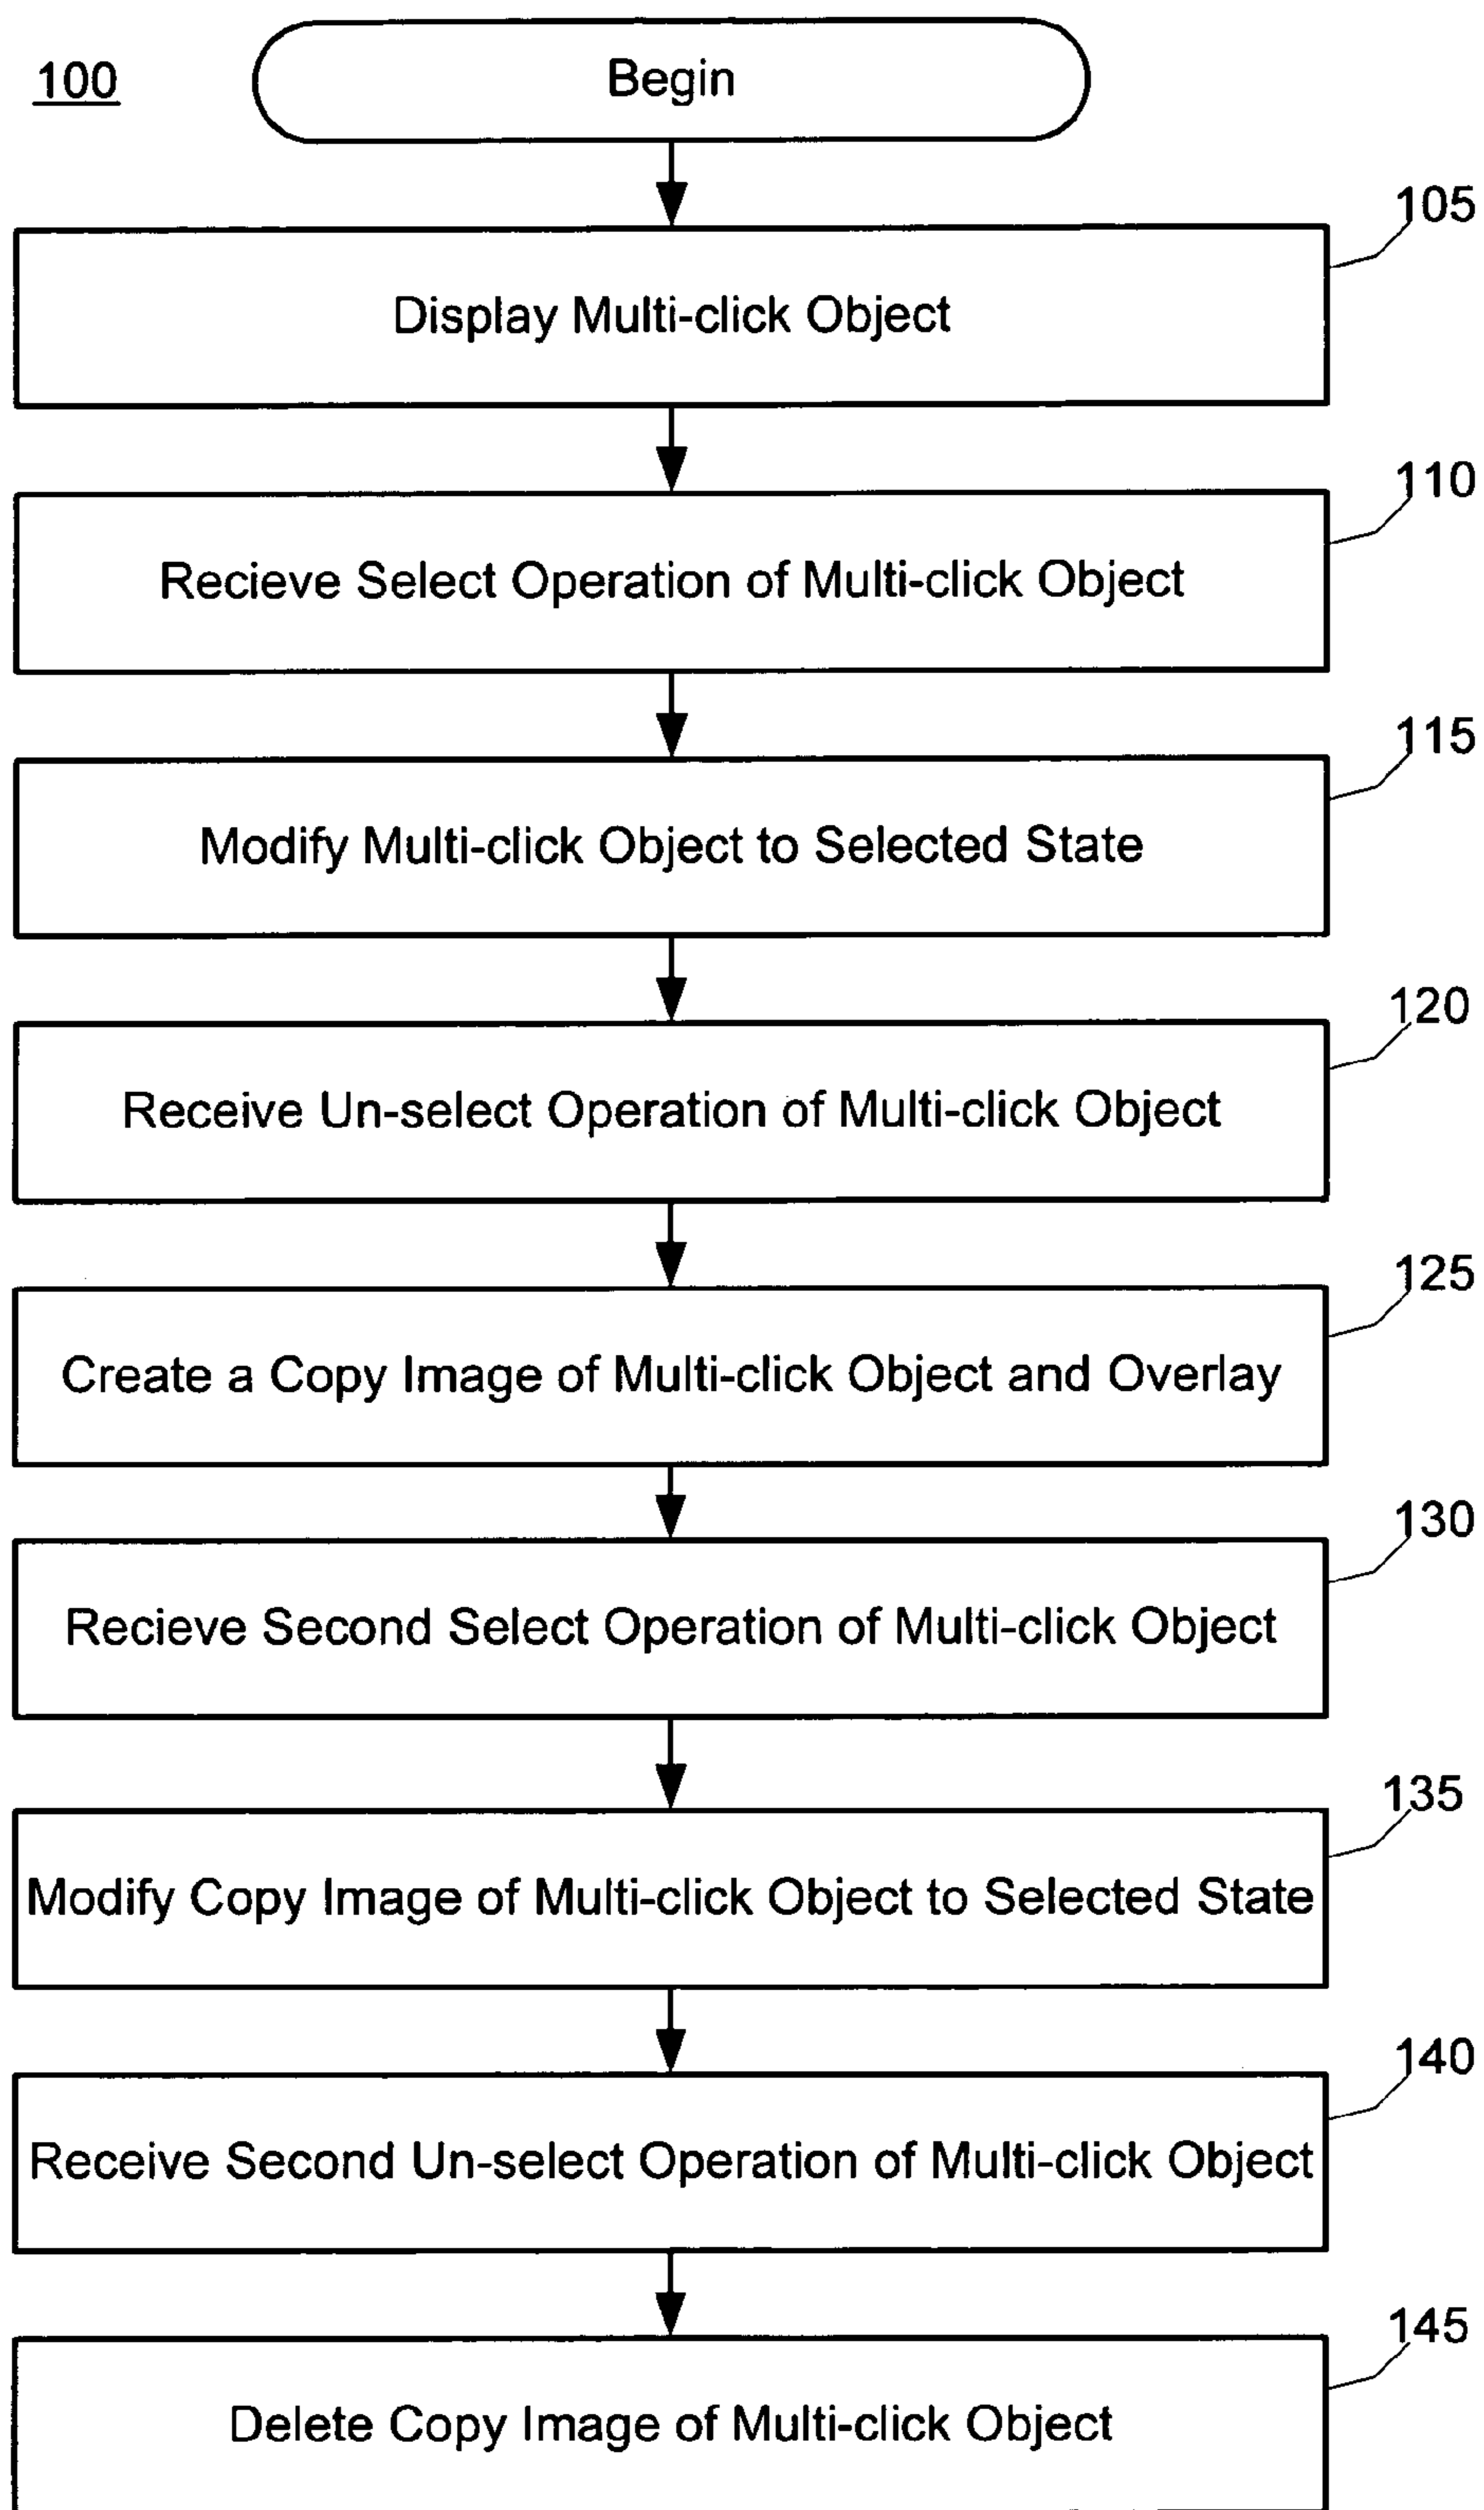 100
Begin
105
Display Multi-click Object
110
Recieve Select Operation of Multi-click Object
115
Modify Multi-click Object to Selected State
120
Receive Un-select Operation of Multi-click Object
125
Create a Copy Image of Multi-click Object and Overlay
130
Recieve Second Select Operation of Multi-click Object
135
Modify Copy Image of Multi-click Object to Selected State
140
Receive Second Un-select Operation of Multi-click Object
145
Delete Copy Image of Multi-click Object